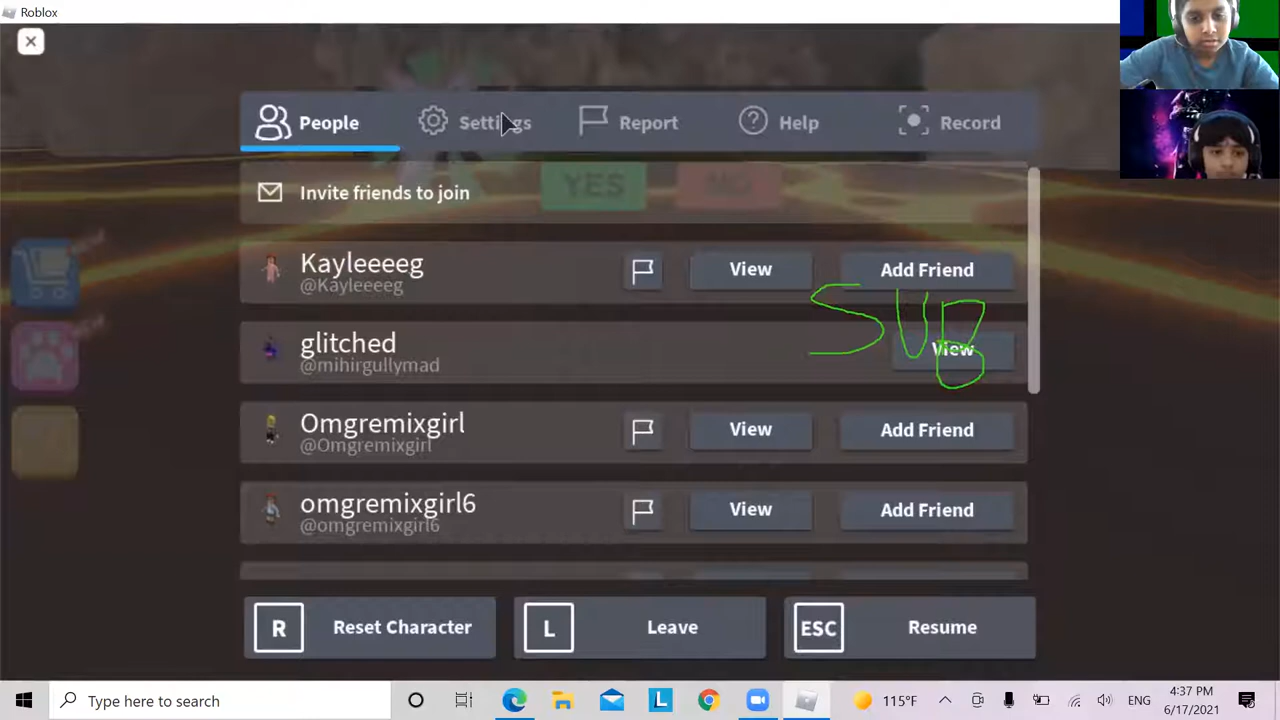 Roblox
People Settings Report Help Record
YES
Invite friends to join
Kayleeeeg
@Kayleeeeg
View Add Friend
SUB
glitched
@mihirgullymad
View
Omgremixgirl
@Omgremixgirl
View Add Friend
omgremixgirl6
@omgremixgirl6
View Add Friend
R Reset Character L Leave ESC Resume
Type here to search
L
115°F
ENG
4:37 PM
6/17/2021